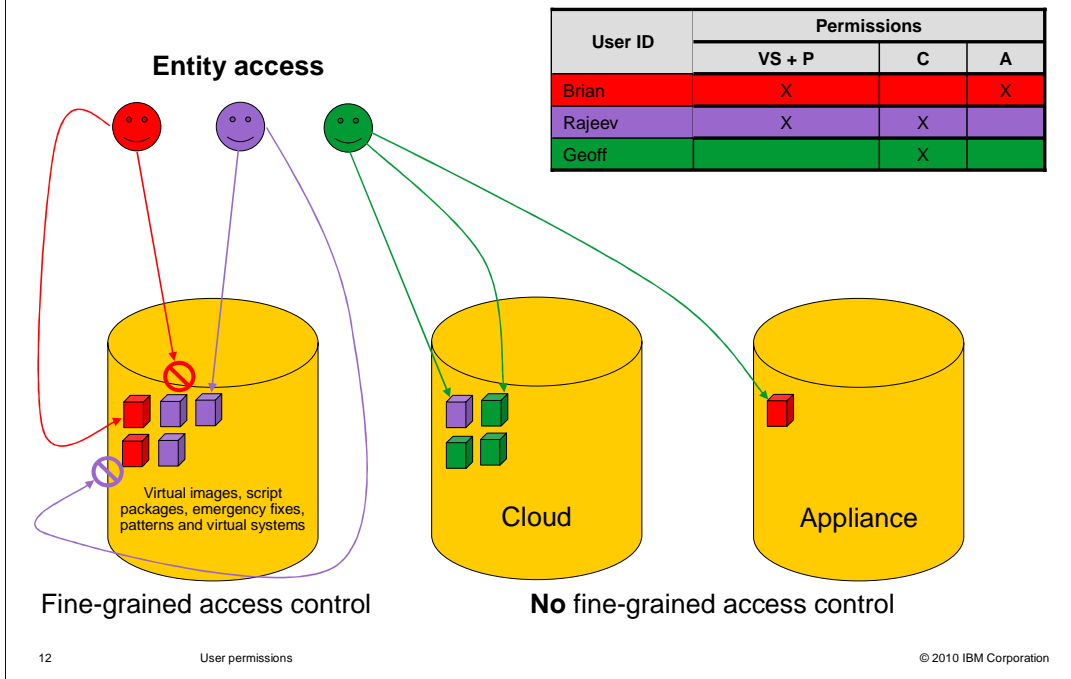 User ID
Permissions
VS + P
C
A
Brian
X
X
Rajeev
X
X
Geoff
X
Entity access
Virtual images, script
packages, emergency fixes,
patterns and virtual systems
Cloud
Appliance
Fine-grained access control
No fine-grained access control
12
User permissions
© 2010 IBM Corporation